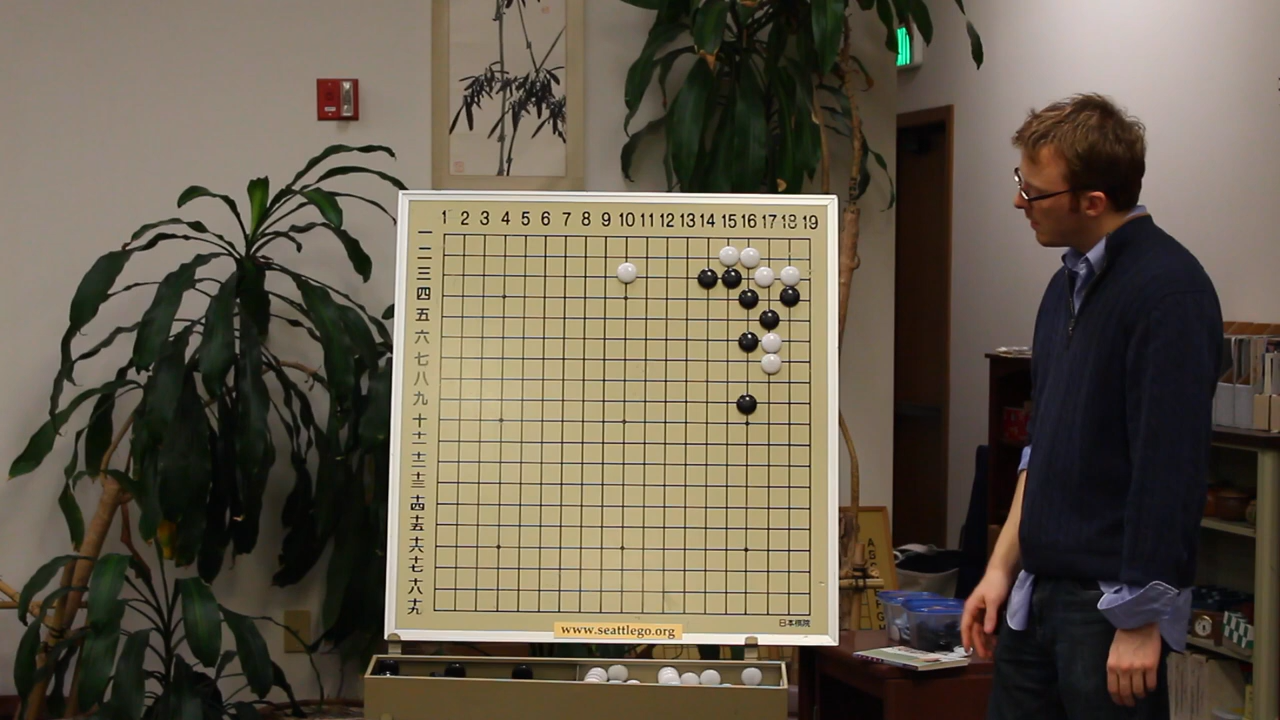 1 2 3 4 5 6 7 8 9 10 11 12 13 14 15 16 17 18 19
一
二
三
四
五
六
七
八
九
十
十一
十二
十三
十四
十五
十六
十七
十八
十九
日本棋院
www.seattlego.org